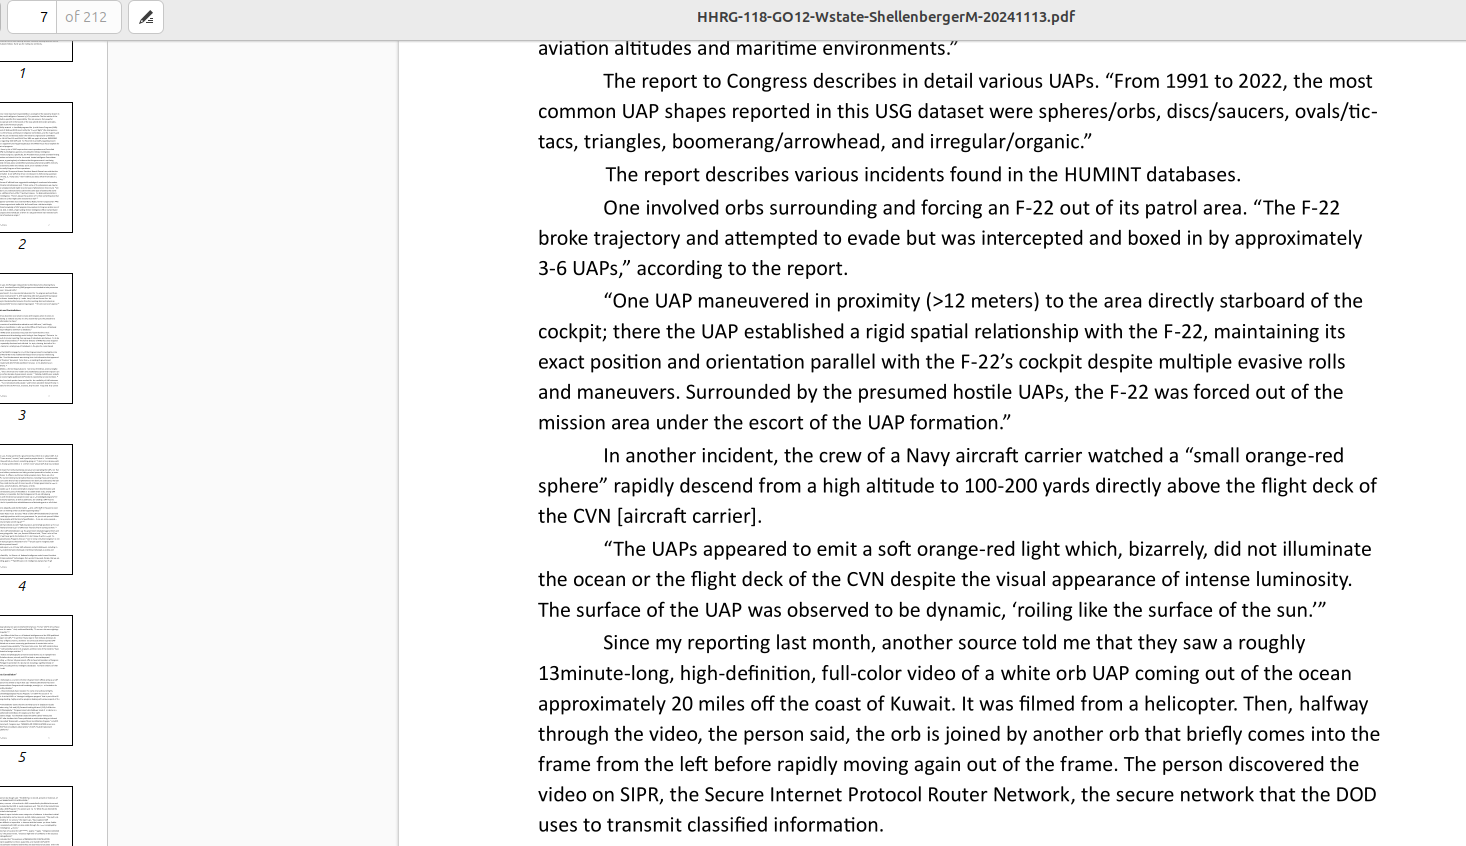 7 of 212
HHRG-118-GO12-Wstate-ShellenbergerM-20241113.pdf
1
2
3
4
5
aviation altitudes and maritime environments.”
The report to Congress describes in detail various UAPs. “From 1991 to 2022, the most
common UAP shapes reported in this USG dataset were spheres/orbs, discs/saucers, ovals/tic-
tacs, triangles, boomerang/arrowhead, and irregular/organic.”
The report describes various incidents found in the HUMINT databases.
One involved orbs surrounding and forcing an F-22 out of its patrol area. “The F-22
broke trajectory and attempted to evade but was intercepted and boxed in by approximately
3-6 UAPs,” according to the report.
“One UAP maneuvered in proximity (>12 meters) to the area directly starboard of the
cockpit; there the UAP established a rigid spatial relationship with the F-22, maintaining its
exact position and orientation parallel with the F-22’s cockpit despite multiple evasive rolls
and maneuvers. Surrounded by the presumed hostile UAPs, the F-22 was forced out of the
mission area under the escort of the UAP formation.”
In another incident, the crew of a Navy aircraft carrier watched a “small orange-red
sphere” rapidly descend from a high altitude to 100-200 yards directly above the flight deck of
the CVN [aircraft carrier].
“The UAPs appeared to emit a soft orange-red light which, bizarrely, did not illuminate
the ocean or the flight deck of the CVN despite the visual appearance of intense luminosity.
The surface of the UAP was observed to be dynamic, ‘roiling like the surface of the sun.’”
Since my reporting last month, another source told me that they saw a roughly
13minute-long, high-definition, full-color video of a white orb UAP coming out of the ocean
approximately 20 miles off the coast of Kuwait. It was filmed from a helicopter. Then, halfway
through the video, the person said, the orb is joined by another orb that briefly comes into the
frame from the left before rapidly moving again out of the frame. The person discovered the
video on SIPR, the Secure Internet Protocol Router Network, the secure network that the DOD
uses to transmit classified information.